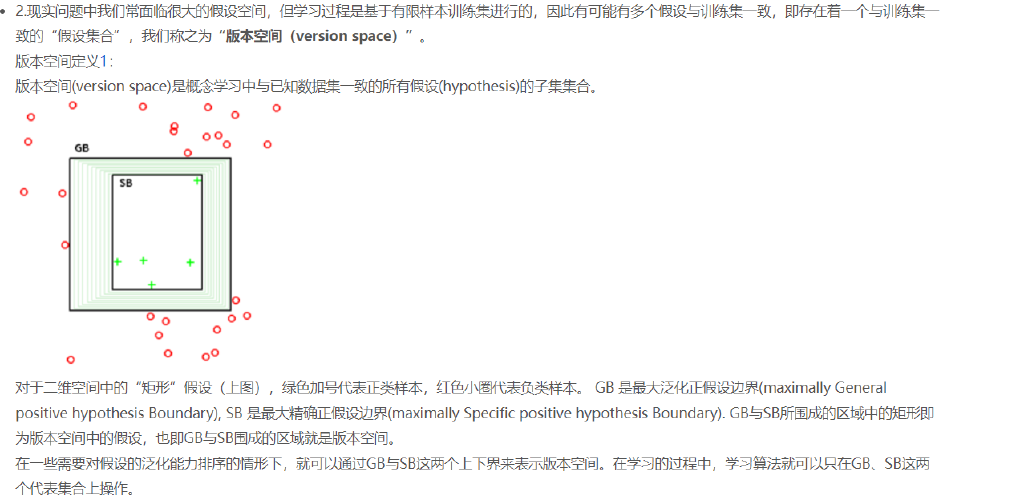 • 2.现实问题中我们常面临很大的假设空间，但学习过程是基于有限样本训练集进行的，因此有可能有多个假设与训练集一
致的“假设集合”，我们称之为“版本空间（version space）”。
版本空间定义1：
版本空间(version space)是概念学习中与已知数据集一致的所有假设(hypothesis)的子集集合。
GB
SB
对于二维空间中的“矩形”假设（上图），绿色加号代表正类样本，红色小圈代表负类样本。 GB 是最大泛化正假设边界(maximally General
positive hypothesis Boundary), SB 是最大精确正假设边界(maximally Specific positive hypothesis Boundary). GB与SB所围成的区域中的矩形即
为版本空间中的假设，也即GB与SB围成的区域就是版本空间。
在一些需要对假设的泛化能力排序的情形下，就可以通过GB与SB这两个上下界来表示版本空间。在学习的过程中，学习算法就可以只在GB、SB这两
个代表集合上操作。